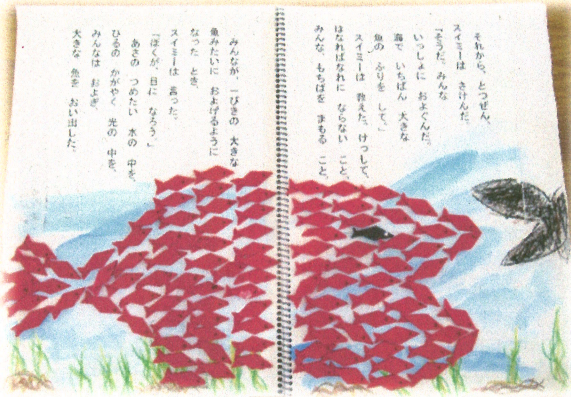 それから、とつぜん、
スイミーは さけんだ。
「そうだ。みんな
いっしょに およぐんだ。
海で いちばん 大きな
魚の ふりを して。」
スイミーは 教えた。けっして、
はなればなれに ならない こと。
みんな、もちばを まもる こと。
みんなが、一ぴきの 大きな
魚みたいに およげるように
なった とき、
スイミーは 言った。
「ぼくが、目に なろう。」
あさの つめたい 水の 中を、
ひるの かがやく 光の 中を、
みんなは およぎ、
大きな 魚を おい出した。